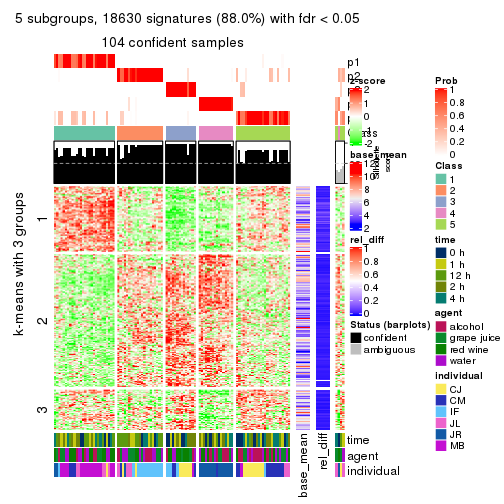 5 subgroups, 18630 signatures (88.0%) with fdr < 0.05
104 confident samples
p1
p2
z-score
2
1
0
-1
-2
base_mean
12
10
8
6
4
2
rel_diff
1
0.8
0.6
0.4
0.2
0
Status (barplots)
confident
ambiguous
Prob
1
0.8
0.6
0.4
0.2
0
Class
1
2
3
4
5
time
0 h
1 h
12 h
2 h
4 h
agent
alcohol
grape juice
red wine
water
individual
CJ
CM
IF
JL
JR
MB
k-means with 3 groups
1
2
3
base_mean
rel_diff
time
agent
individual